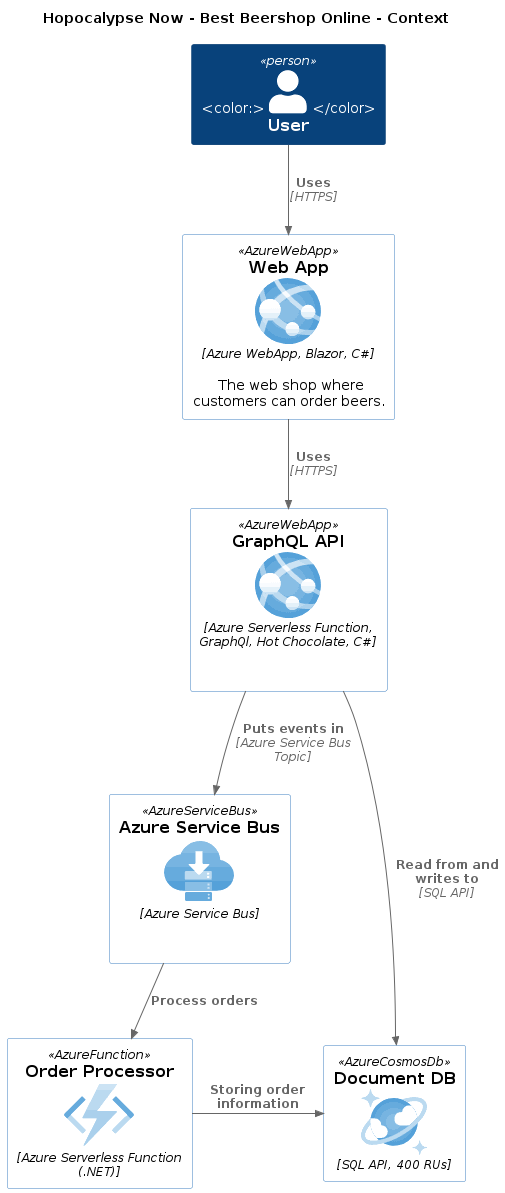 Hopocalypse Now - Best Beershop Online - Context
«person»
<color:> </color>
User
Uses
[HTTPS]
«AzureWebApp»
Web App
[Azure WebApp, Blazor, C#]
The web shop where
customers can order beers.
Uses
[HTTPS]
«AzureWebApp»
GraphQL API
[Azure Serverless Function,
GraphQl, Hot Chocolate, C#]
Puts events in
[Azure Service Bus
Topic]
«AzureServiceBus»
Azure Service Bus
[Azure Service Bus]
Read from and
writes to
[SQL API]
Process orders
«AzureFunction»
Order Processor
[Azure Serverless Function
(.NET)]
Storing order
information
«AzureCosmosDb»
Document DB
[SQL API, 400 RUs]